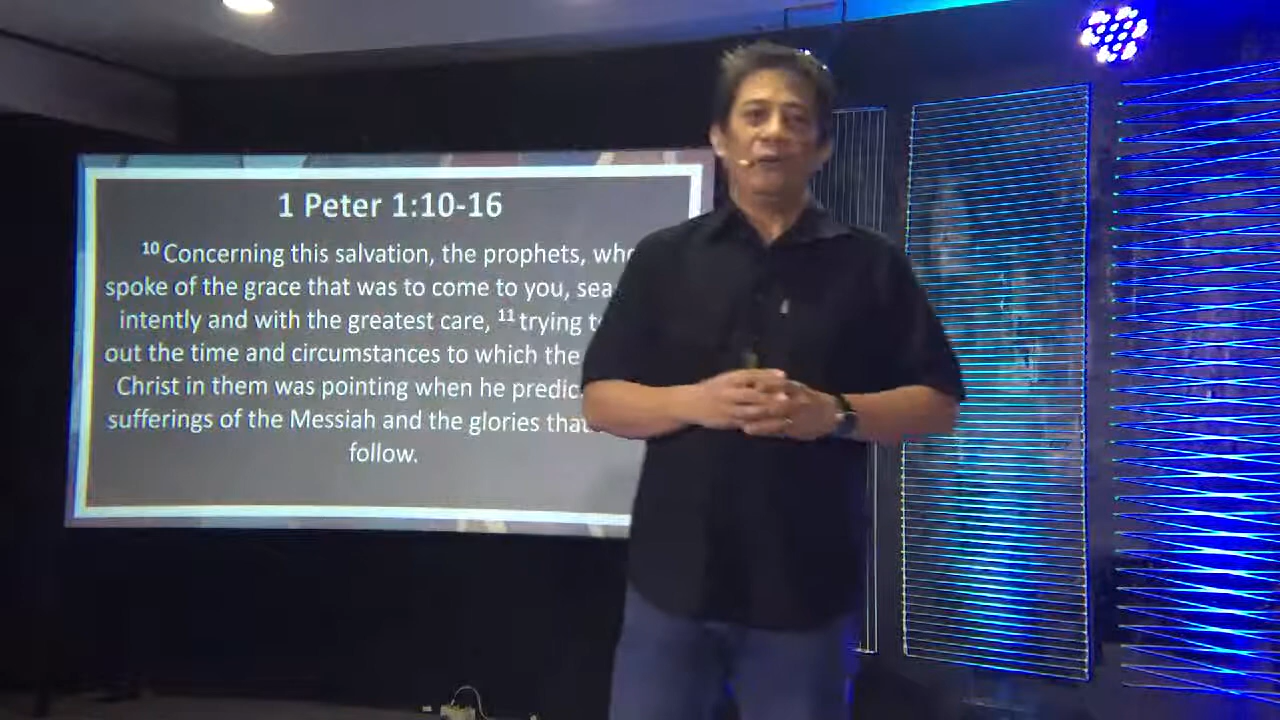 1 Peter 1:10-16
10 Concerning this salvation, the prophets, who
spoke of the grace that was to come to you,
intently and with the greatest care, 11 trying
out the time and circumstances to which the
Christ in them was pointing when he
sufferings of the Messiah and the glories that
follow.